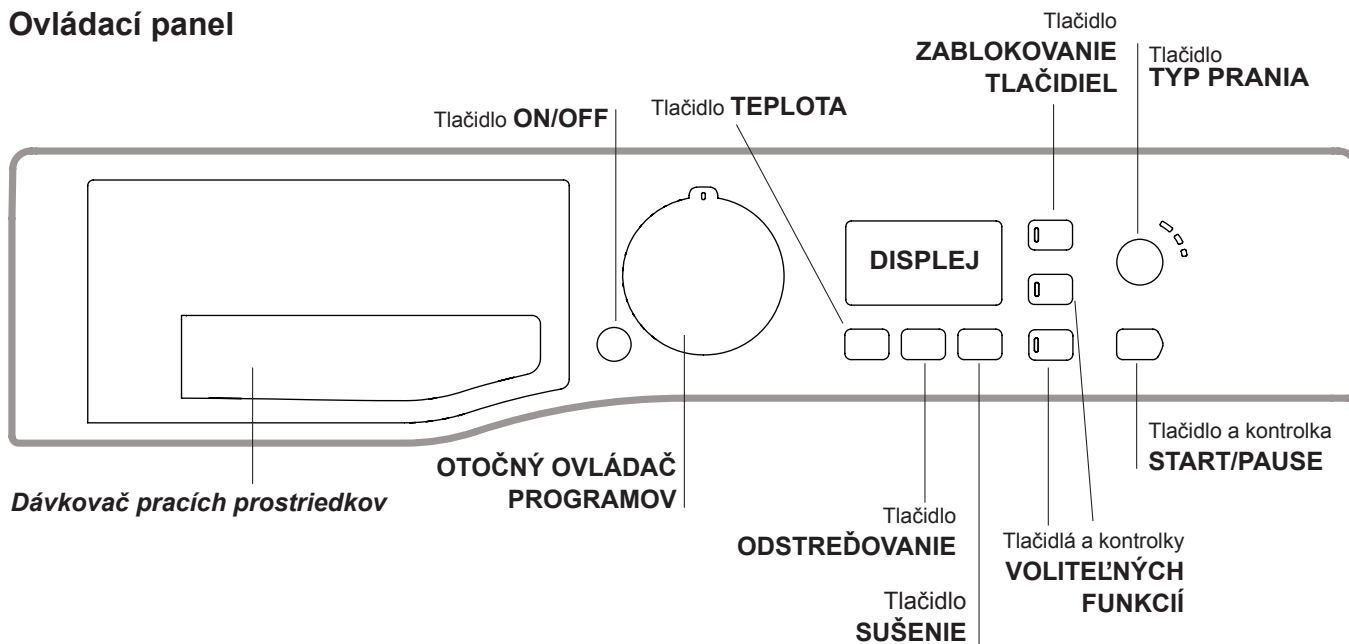 Ovládací panel
Tlačidlo
ZABLOKOVANIE
TLAČIDIEL
Tlačidlo
TYP PRANIA
Tlačidlo ON/OFF
Tlačidlo TEPLOTA
DISPLEJ
Dávkovač pracích prostriedkov
OTOČNÝ OVLÁDAČ
PROGRAMOV
Tlačidlo
ODSTREĎOVANIE
Tlačidlo
SUŠENIE
Tlačidlá a kontrolky
VOLITEĽNÝCH
FUNKCIÍ
Tlačidlo a kontrolka
START/PAUSE